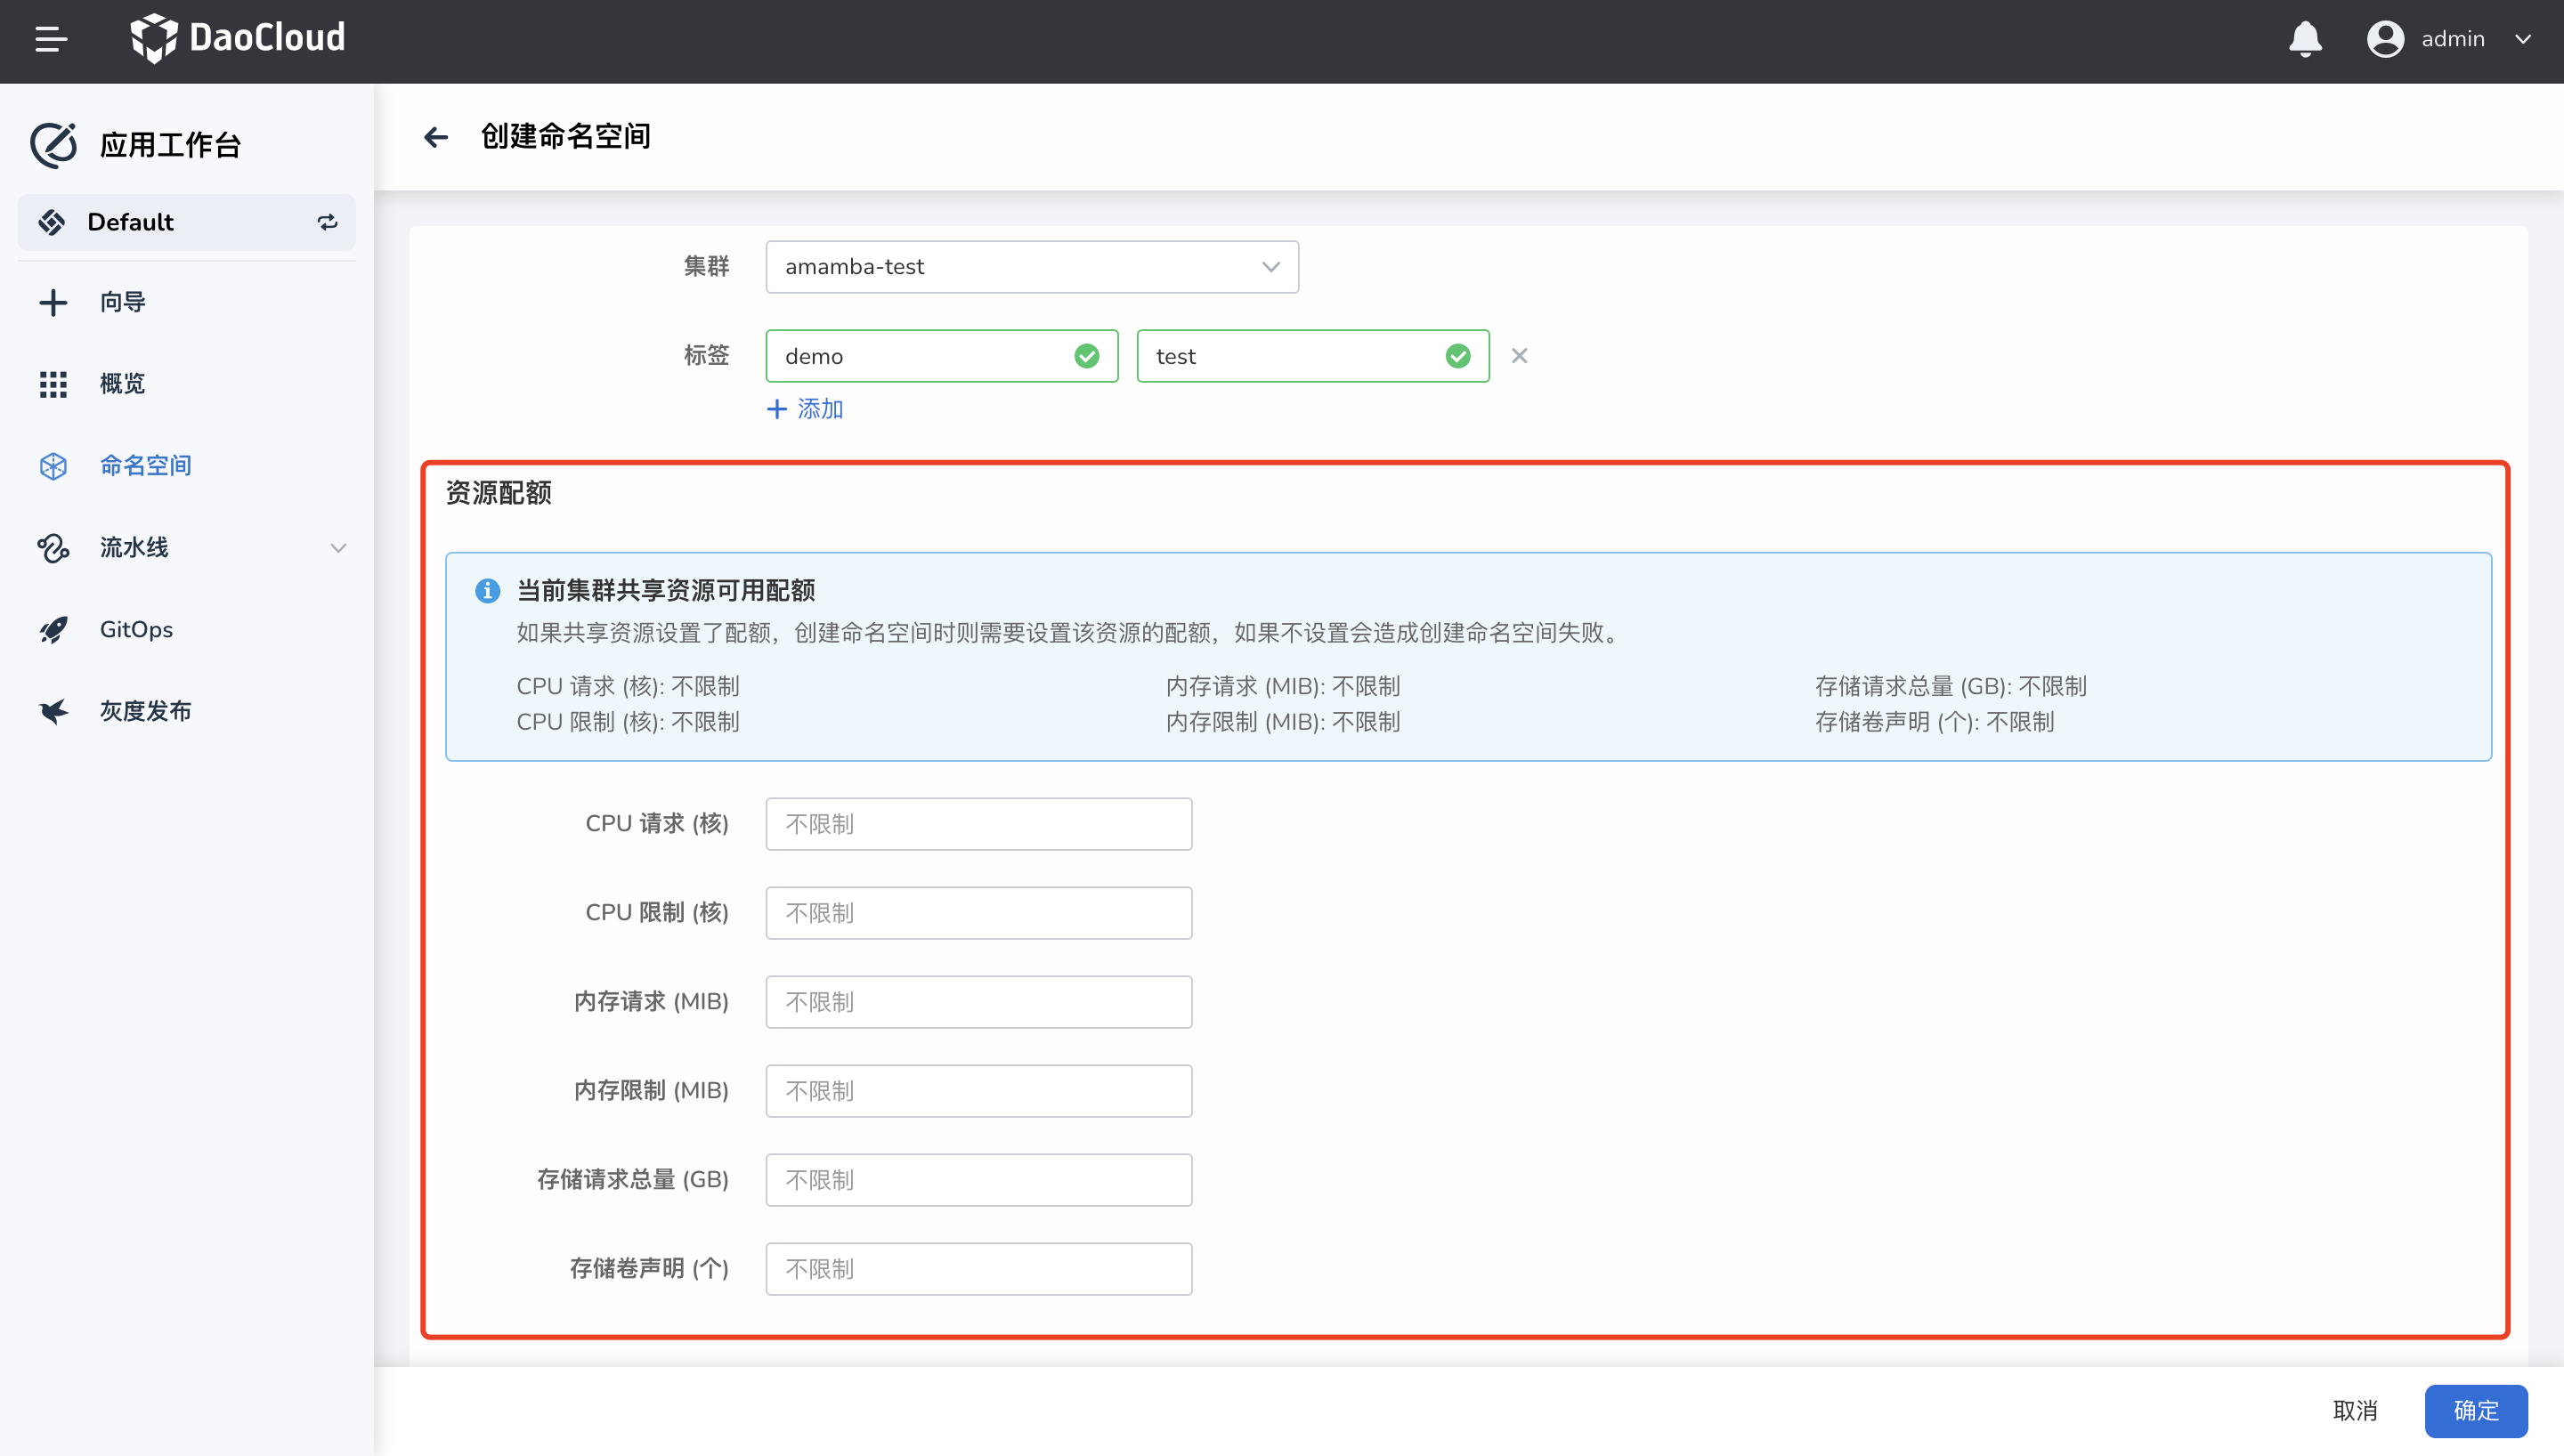 DaoCloud
admin
应用工作台
Default
向导
概览
命名空间
流水线
GitOps
灰度发布
创建命名空间
集群 amamba-test
标签 demo test
添加
资源配额
当前集群共享资源可用配额
如果共享资源设置了配额，创建命名空间时则需要设置该资源的配额，如果不设置会造成创建命名空间失败。
CPU 请求 (核): 不限制 内存请求 (MIB): 不限制 存储请求总量 (GB): 不限制
CPU 限制 (核): 不限制 内存限制 (MIB): 不限制 存储卷声明 (个): 不限制
CPU 请求 (核) 不限制
CPU 限制 (核) 不限制
内存请求 (MIB) 不限制
内存限制 (MIB) 不限制
存储请求总量 (GB) 不限制
存储卷声明 (个) 不限制
取消 确定